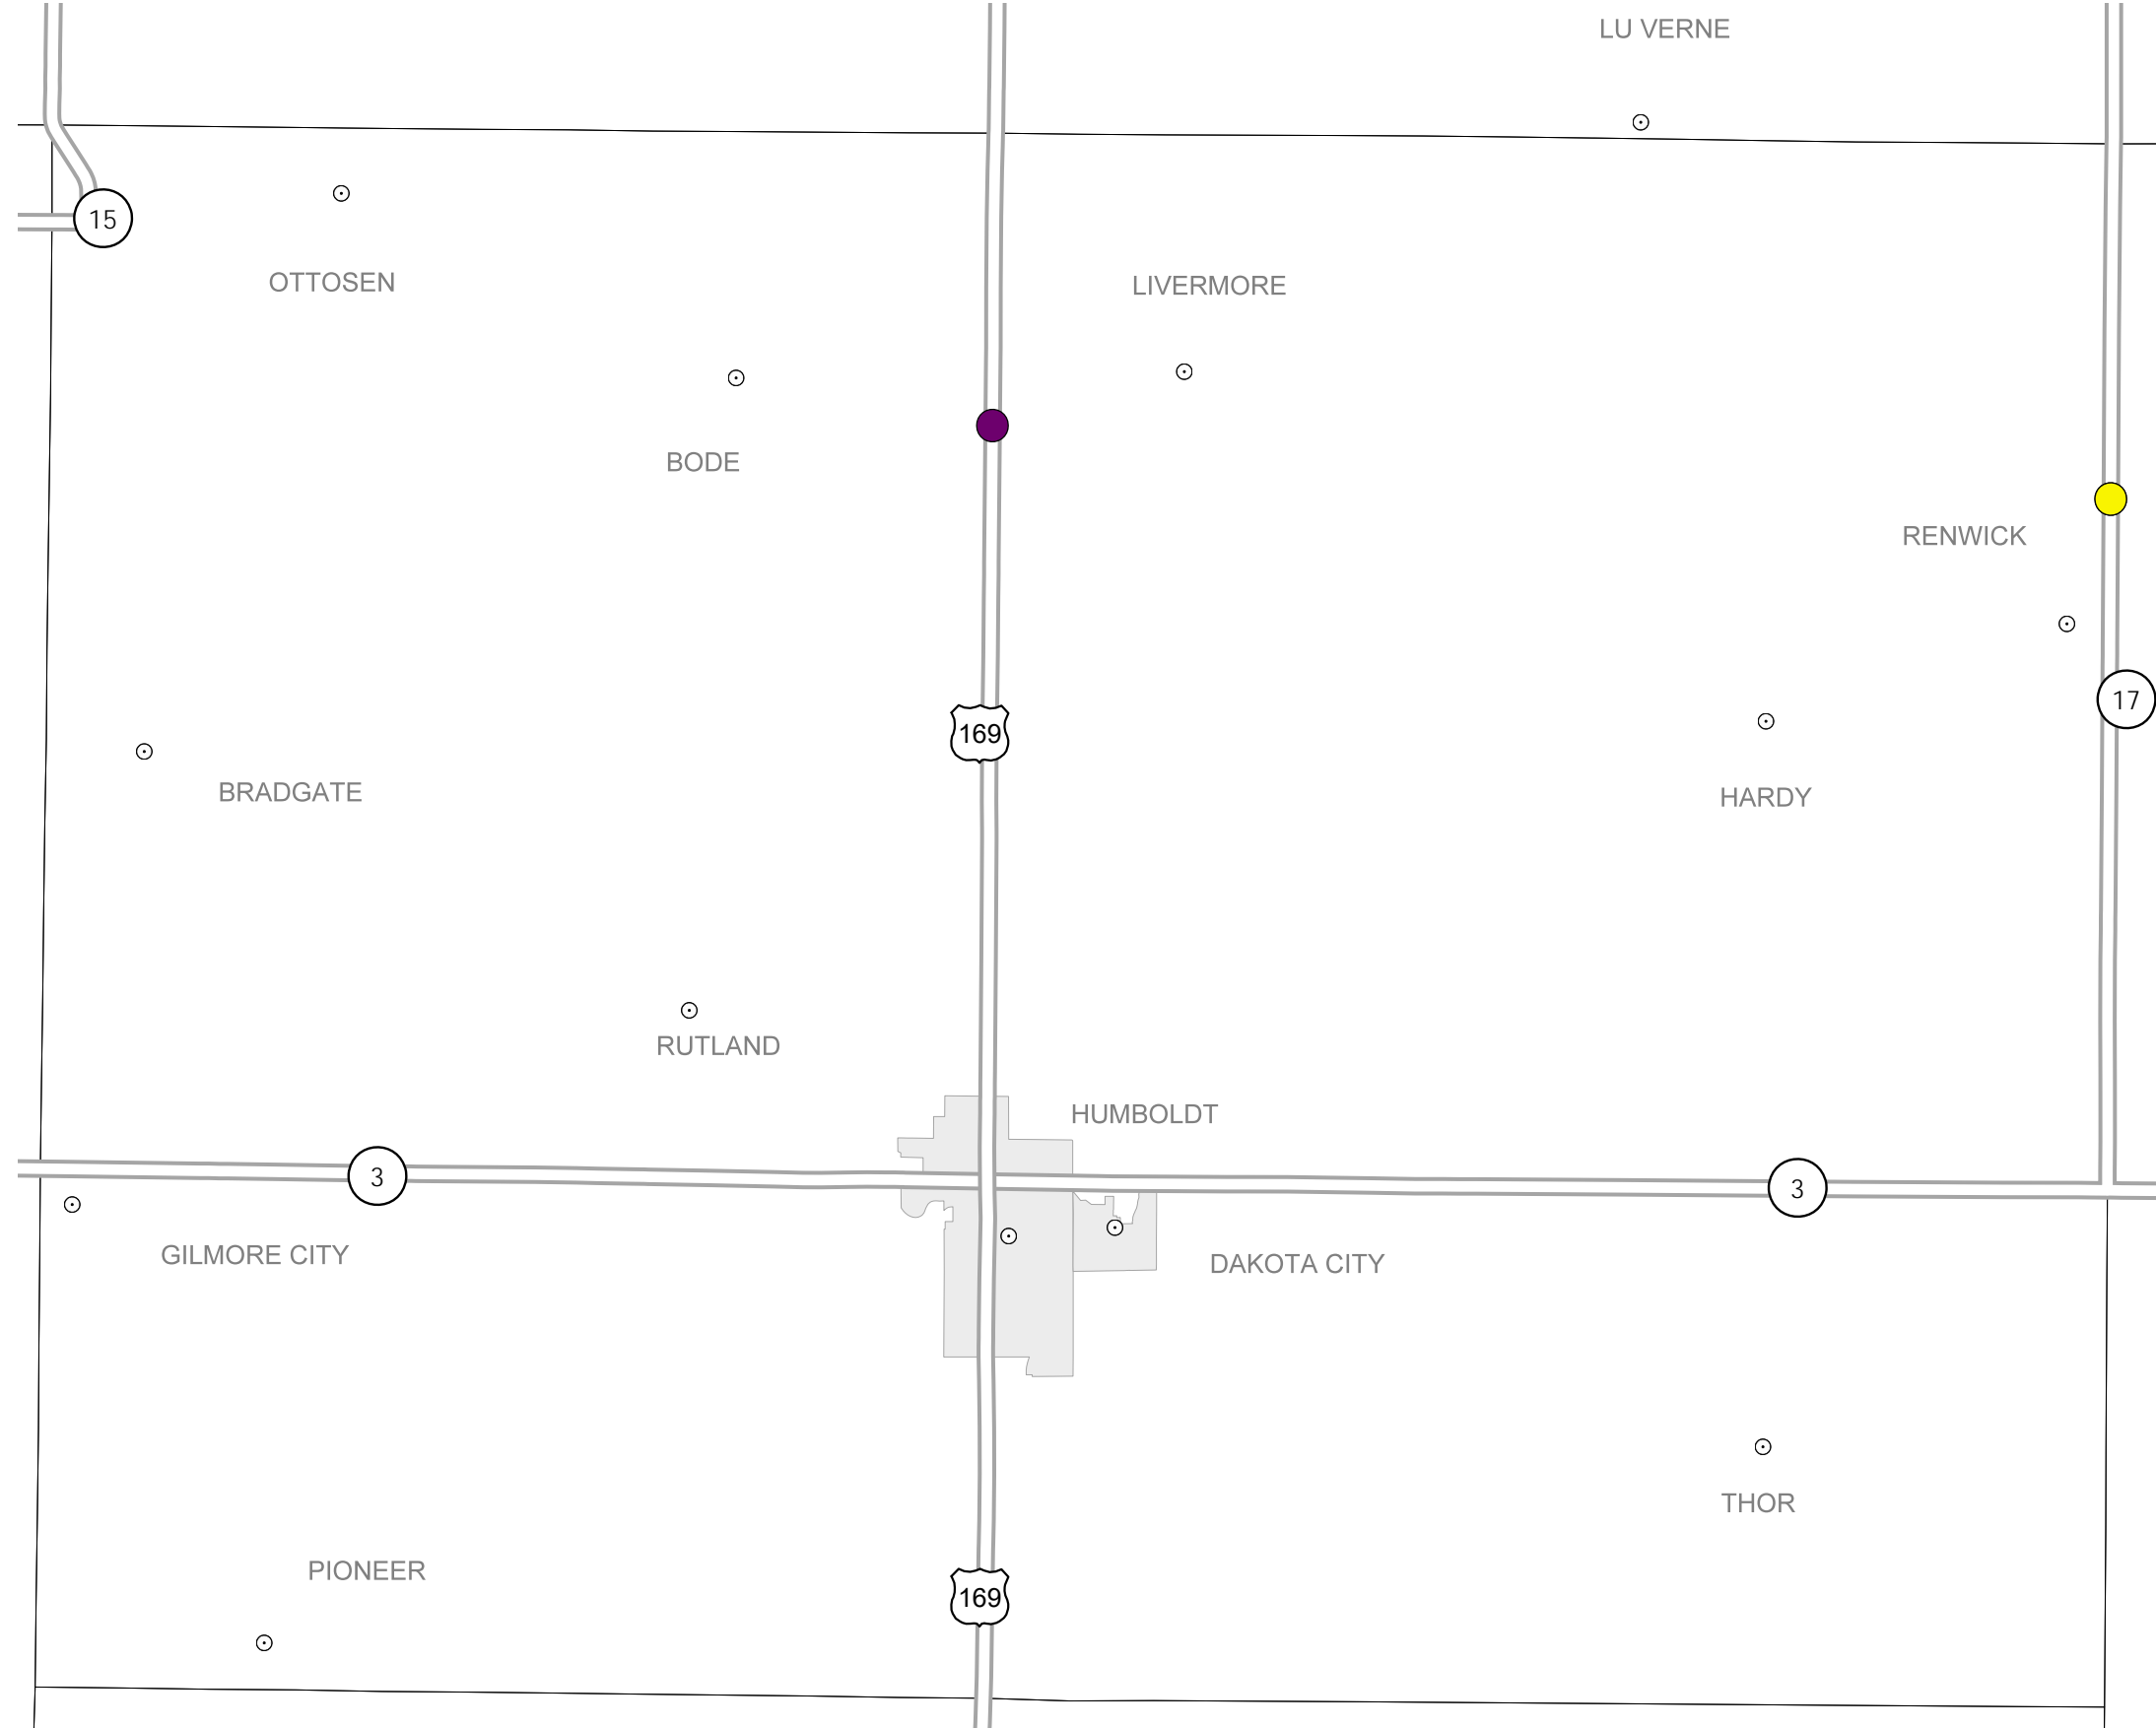 LU VERNE
15
OTTOSEN
LIVERMORE
BODE
RENWICK
17
169
BRADGATE
HARDY
RUTLAND
HUMBOLDT
3
3
GILMORE CITY
DAKOTA CITY
THOR
PIONEER
169